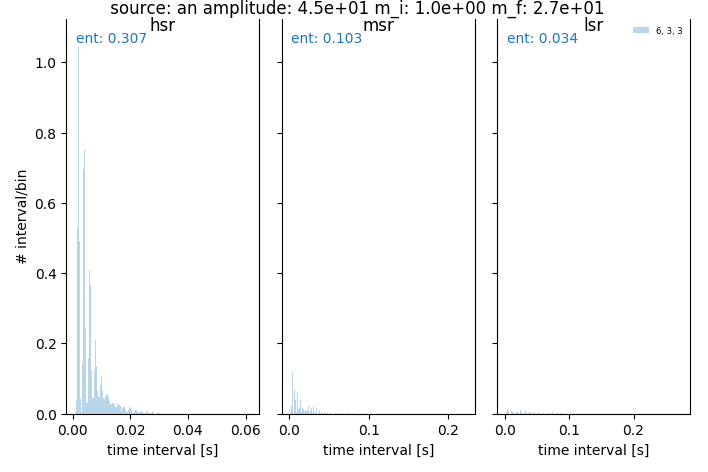 source: an amplitude: 4.5e+01 m_i: 1.0e+00 m_f: 2.7e+01
hsr
msr
lsr
ent: 0.307
ent: 0.103
ent: 0.034
6, 3, 3
# interval/bin
1.0
0.8
0.6
0.4
0.2
0.0
0.00 0.02 0.04 0.06
0.0 0.1 0.2
0.0 0.1 0.2
time interval [s]
time interval [s]
time interval [s]